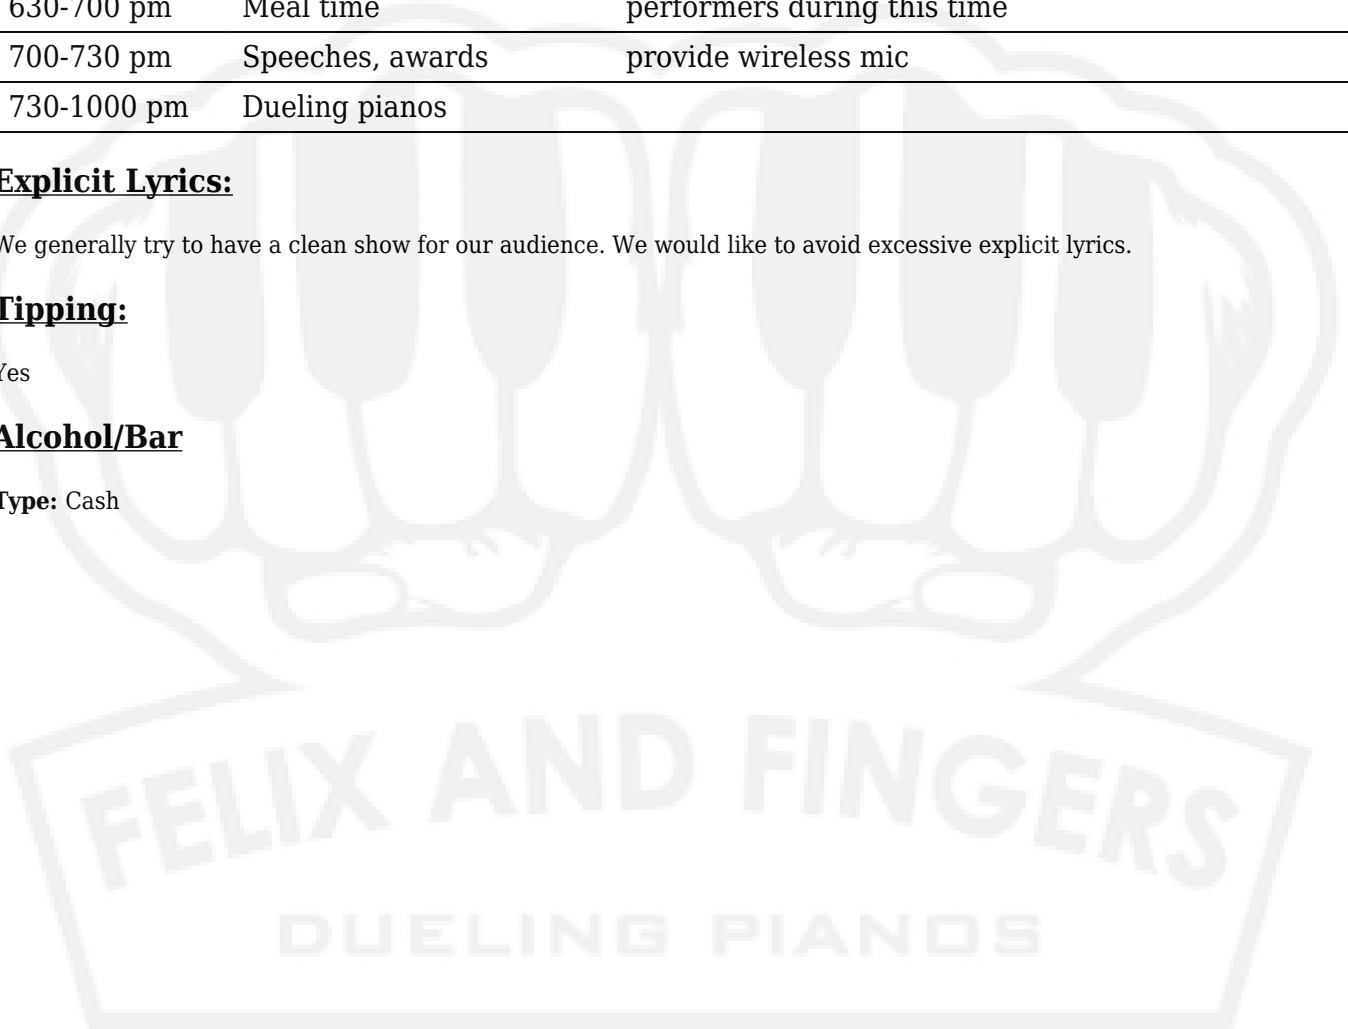 630-700 pm Meal time performers during this time
700-730 pm Speeches, awards provide wireless mic
730-1000 pm Dueling pianos
Explicit Lyrics:
We generally try to have a clean show for our audience. We would like to avoid excessive explicit lyrics.
Tipping:
Yes
Alcohol/Bar
Type: Cash
FELIX AND FINGERS
DUELING PIANOS